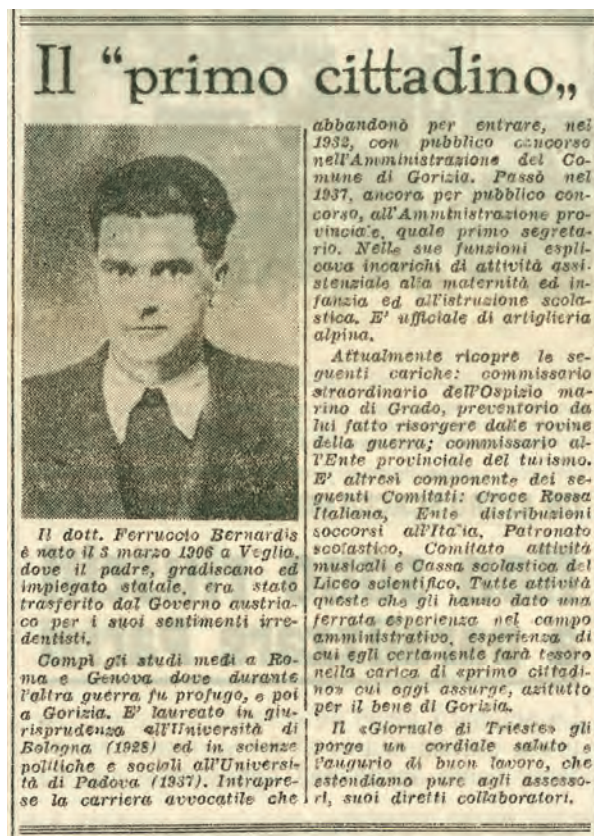 Il “primo cittadino„
Il dott. Ferruccio Bernardis
è nato il 3 marzo 1906 a Veglia,
dove il padre, gradiscano ed
impiegato statale, era stato
trasferito dal Governo austria-
co per i suoi sentimenti irre-
dentisti.
Compì gli studi medi a Ro-
ma e Genova dove durante
l'altra guerra fu profugo, e poi
a Gorizia. E' laureato in giu-
risprudenza all'Università di
Bologna (1928) ed in scienze
politiche e sociali all'Universi-
tà di Padova (1937). Intrapre-
se la carriera avvocatile che
abbandonò per entrare, nel
1932, con pubblico concorso
nell'Amministrazione del Co-
mune di Gorizia. Passò nel
1937, ancora per pubblico con-
corso, all'Amministrazione pro-
vinciale, quale primo segreta-
rio. Nelle sue funzioni espli-
cava incarichi di attività assi-
stenziale alla maternità ed in-
fanzia ed all'istruzione scola-
stica. E' ufficiale di artiglieria
alpina.
Attualmente ricopre le se-
guenti cariche: commissario
straordinario dell'Ospizio ma-
rino di Grado, preventorio da
lui fatto risorgere dalle rovine
della guerra; commissario al-
l'Ente provinciale del turismo.
E' altresì componente dei se-
guenti Comitati: Croce Rossa
Italiana, Ente distribuzioni
soccorsi all'Italia, Patronato
scolastico, Comitato attività
musicali e Cassa scolastica del
Liceo scientifico. Tutte attività
queste che gli hanno dato una
ferrata esperienza nel campo
amministrativo, esperienza di
cui egli certamente farà tesoro
nella carica di «primo cittadi-
no» cui oggi assurge, azitutto
per il bene di Gorizia.
Il «Giornale di Trieste» gli
porge un cordiale saluto e
l'augurio di buon lavoro, che
estendiamo pure agli assesso-
ri, suoi diretti collaboratori.